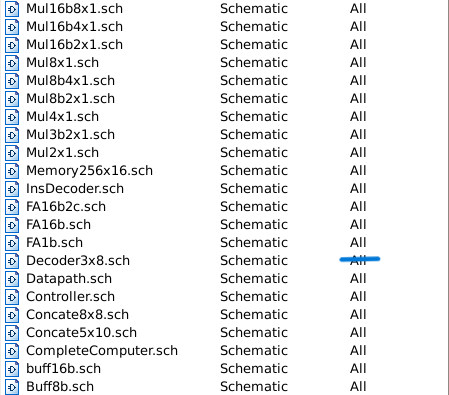 Mul16b8x1.sch Schematic All
Mul16b4x1.sch Schematic All
Mul16b2x1.sch Schematic All
Mul8x1.sch Schematic All
Mul8b4x1.sch Schematic All
Mul8b2x1.sch Schematic All
Mul4x1.sch Schematic All
Mul3b2x1.sch Schematic All
Mul2x1.sch Schematic All
Memory256x16.sch Schematic All
InsDecoder.sch Schematic All
FA16b2c.sch Schematic All
FA16b.sch Schematic All
FA1b.sch Schematic All
Decoder3x8.sch Schematic All
Datapath.sch Schematic All
Controller.sch Schematic All
Concate8x8.sch Schematic All
Concate5x10.sch Schematic All
CompleteComputer.sch Schematic All
buff16b.sch Schematic All
Buff8b.sch Schematic All